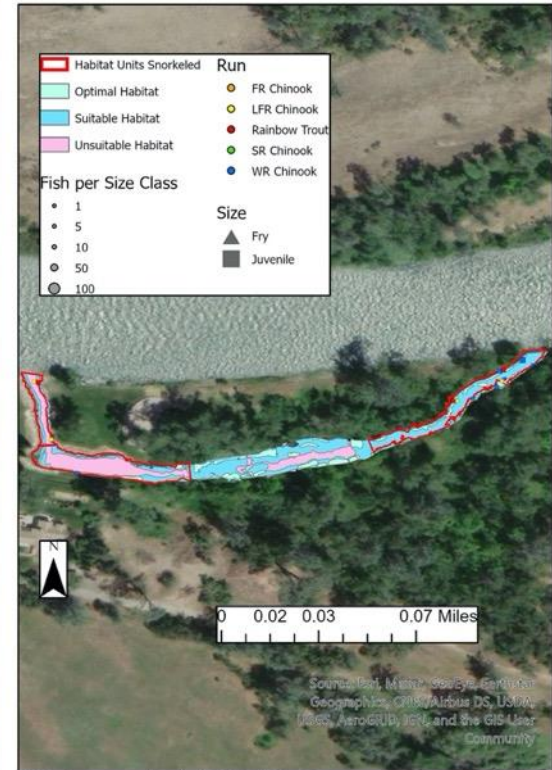 Habitat Units Snorkeled
Optimal Habitat
Suitable Habitat
Unsuitable Habitat
Fish per Size Class
1
5
10
50
100
Run
FR Chinook
LFR Chinook
Rainbow Trout
SR Chinook
WR Chinook
Size
Fry
Juvenile
N
0 0.02 0.03 0.07 Miles
Source: Esri, Maxar, GeoEye, Earthstar
Geographics, CNES/Airbus DS, USDA,
USGS, AeroGRID, IGN, and the GIS User
Community